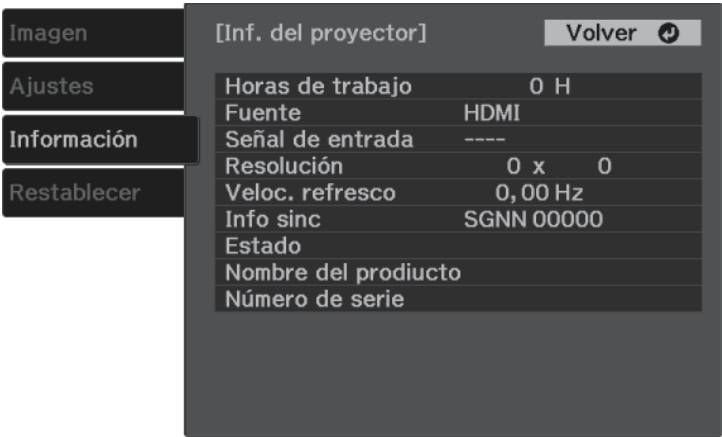 Imagen
Ajustes
Información
Restablecer
[Inf. del proyector]
Volver
Horas de trabajo 0 H
Fuente HDMI
Señal de entrada ----
Resolución 0 x 0
Veloc. refresco 0,00 Hz
Info sinc SGNN 00000
Estado
Nombre del prodiucto
Número de serie